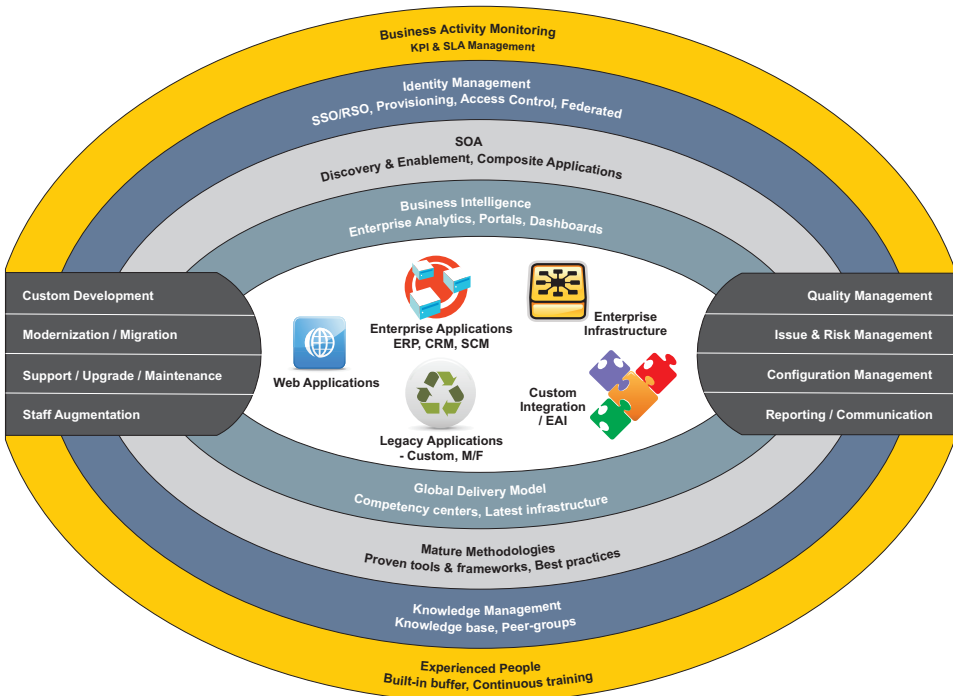 Business Activity Monitoring
KPI & SLA Management
Identity Management
SSO/RSO, Provisioning, Access Control, Federated
SOA
Discovery & Enablement, Composite Applications
Business Intelligence
Enterprise Analytics, Portals, Dashboards
Custom Development
Modernization / Migration
Support / Upgrade / Maintenance
Staff Augmentation
Web Applications
Enterprise Applications
ERP, CRM, SCM
Legacy Applications
- Custom, M/F
Enterprise
Infrastructure
Custom
Integration
/ EAI
Quality Management
Issue & Risk Management
Configuration Management
Reporting / Communication
Global Delivery Model
Competency centers, Latest infrastructure
Mature Methodologies
Proven tools & frameworks, Best practices
Knowledge Management
Knowledge base, Peer-groups
Experienced People
Built-in buffer, Continuous training